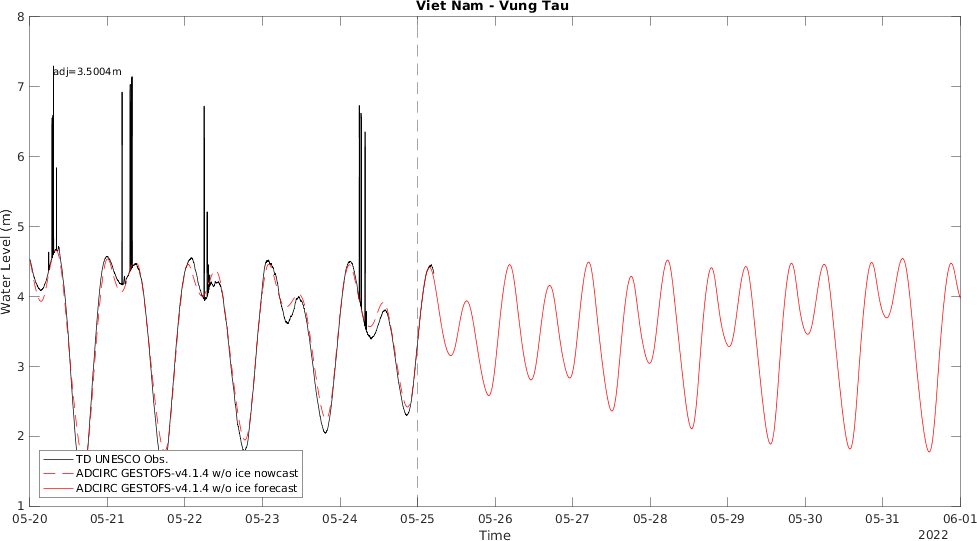 Viet Nam - Vung Tau
8
adj=3.5004m
7
6
5
Water Level (m)
4
3
2
TD UNESCO Obs.
ADCIRC GESTOFS-v4.1.4 w/o ice nowcast
ADCIRC GESTOFS-v4.1.4 w/o ice forecast
1
05-20 05-21 05-22 05-23 05-24 05-25 05-26 05-27 05-28 05-29 05-30 05-31 06-01
Time
2022